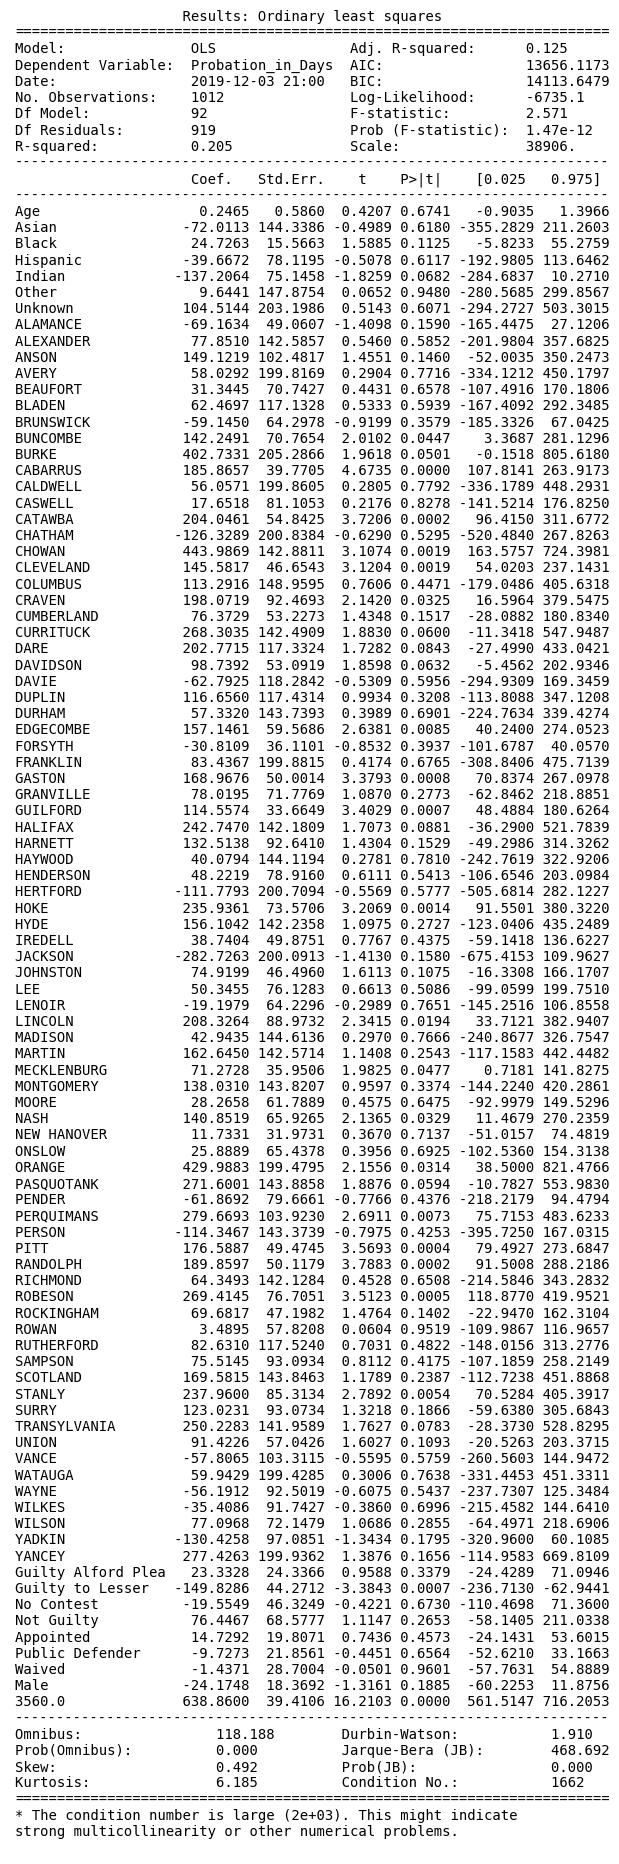 Results: Ordinary least squares
=======================================================================
Model: OLS Adj. R-squared: 0.125
Dependent Variable: Probation_in_Days AIC: 13656.1173
Date: 2019-12-03 21:00 BIC: 14113.6479
No. Observations: 1012 Log-Likelihood: -6735.1
Df Model: 92 F-statistic: 2.571
Df Residuals: 919 Prob (F-statistic): 1.47e-12
R-squared: 0.205 Scale: 38906.
-----------------------------------------------------------------------
Coef. Std.Err. t P>|t| [0.025 0.975]
-----------------------------------------------------------------------
Age 0.2465 0.5860 0.4207 0.6741 -0.9035 1.3966
Asian -72.0113 144.3386 -0.4989 0.6180 -355.2829 211.2603
Black 24.7263 15.5663 1.5885 0.1125 -5.8233 55.2759
Hispanic -39.6672 78.1195 -0.5078 0.6117 -192.9805 113.6462
Indian -137.2064 75.1458 -1.8259 0.0682 -284.6837 10.2710
Other 9.6441 147.8754 0.0652 0.9480 -280.5685 299.8567
Unknown 104.5144 203.1986 0.5143 0.6071 -294.2727 503.3015
ALAMANCE -69.1634 49.0607 -1.4098 0.1590 -165.4475 27.1206
ALEXANDER 77.8510 142.5857 0.5460 0.5852 -201.9804 357.6825
ANSON 149.1219 102.4817 1.4551 0.1460 -52.0035 350.2473
AVERY 58.0292 199.8169 0.2904 0.7716 -334.1212 450.1797
BEAUFORT 31.3445 70.7427 0.4431 0.6578 -107.4916 170.1806
BLADEN 62.4697 117.1328 0.5333 0.5939 -167.4092 292.3485
BRUNSWICK -59.1450 64.2978 -0.9199 0.3579 -185.3326 67.0425
BUNCOMBE 142.2491 70.7654 2.0102 0.0447 3.3687 281.1296
BURKE 402.7331 205.2866 1.9618 0.0501 -0.1518 805.6180
CABARRUS 185.8657 39.7705 4.6735 0.0000 107.8141 263.9173
CALDWELL 56.0571 199.8605 0.2805 0.7792 -336.1789 448.2931
CASWELL 17.6518 81.1053 0.2176 0.8278 -141.5214 176.8250
CATAWBA 204.0461 54.8425 3.7206 0.0002 96.4150 311.6772
CHATHAM -126.3289 200.8384 -0.6290 0.5295 -520.4840 267.8263
CHOWAN 443.9869 142.8811 3.1074 0.0019 163.5757 724.3981
CLEVELAND 145.5817 46.6543 3.1204 0.0019 54.0203 237.1431
COLUMBUS 113.2916 148.9595 0.7606 0.4471 -179.0486 405.6318
CRAVEN 198.0719 92.4693 2.1420 0.0325 16.5964 379.5475
CUMBERLAND 76.3729 53.2273 1.4348 0.1517 -28.0882 180.8340
CURRITUCK 268.3035 142.4909 1.8830 0.0600 -11.3418 547.9487
DARE 202.7715 117.3324 1.7282 0.0843 -27.4990 433.0421
DAVIDSON 98.7392 53.0919 1.8598 0.0632 -5.4562 202.9346
DAVIE -62.7925 118.2842 -0.5309 0.5956 -294.9309 169.3459
DUPLIN 116.6560 117.4314 0.9934 0.3208 -113.8088 347.1208
DURHAM 57.3320 143.7393 0.3989 0.6901 -224.7634 339.4274
EDGECOMBE 157.1461 59.5686 2.6381 0.0085 40.2400 274.0523
FORSYTH -30.8109 36.1101 -0.8532 0.3937 -101.6787 40.0570
FRANKLIN 83.4367 199.8815 0.4174 0.6765 -308.8406 475.7139
GASTON 168.9676 50.0014 3.3793 0.0008 70.8374 267.0978
GRANVILLE 78.0195 71.7769 1.0870 0.2773 -62.8462 218.8851
GUILFORD 114.5574 33.6649 3.4029 0.0007 48.4884 180.6264
HALIFAX 242.7470 142.1809 1.7073 0.0881 -36.2900 521.7839
HARNETT 132.5138 92.6410 1.4304 0.1529 -49.2986 314.3262
HAYWOOD 40.0794 144.1194 0.2781 0.7810 -242.7619 322.9206
HENDERSON 48.2219 78.9160 0.6111 0.5413 -106.6546 203.0984
HERTFORD -111.7793 200.7094 -0.5569 0.5777 -505.6814 282.1227
HOKE 235.9361 73.5706 3.2069 0.0014 91.5501 380.3220
HYDE 156.1042 142.2358 1.0975 0.2727 -123.0406 435.2489
IREDELL 38.7404 49.8751 0.7767 0.4375 -59.1418 136.6227
JACKSON -282.7263 200.0913 -1.4130 0.1580 -675.4153 109.9627
JOHNSTON 74.9199 46.4960 1.6113 0.1075 -16.3308 166.1707
LEE 50.3455 76.1283 0.6613 0.5086 -99.0599 199.7510
LENOIR -19.1979 64.2296 -0.2989 0.7651 -145.2516 106.8558
LINCOLN 208.3264 88.9732 2.3415 0.0194 33.7121 382.9407
MADISON 42.9435 144.6136 0.2970 0.7666 -240.8677 326.7547
MARTIN 162.6450 142.5714 1.1408 0.2543 -117.1583 442.4482
MECKLENBURG 71.2728 35.9506 1.9825 0.0477 0.7181 141.8275
MONTGOMERY 138.0310 143.8207 0.9597 0.3374 -144.2240 420.2861
MOORE 28.2658 61.7889 0.4575 0.6475 -92.9979 149.5296
NASH 140.8519 65.9265 2.1365 0.0329 11.4679 270.2359
NEW HANOVER 11.7331 31.9731 0.3670 0.7137 -51.0157 74.4819
ONSLOW 25.8889 65.4378 0.3956 0.6925 -102.5360 154.3138
ORANGE 429.9883 199.4795 2.1556 0.0314 38.5000 821.4766
PASQUOTANK 271.6001 143.8858 1.8876 0.0594 -10.7827 553.9830
PENDER -61.8692 79.6661 -0.7766 0.4376 -218.2179 94.4794
PERQUIMANS 279.6693 103.9230 2.6911 0.0073 75.7153 483.6233
PERSON -114.3467 143.3739 -0.7975 0.4253 -395.7250 167.0315
PITT 176.5887 49.4745 3.5693 0.0004 79.4927 273.6847
RANDOLPH 189.8597 50.1179 3.7883 0.0002 91.5008 288.2186
RICHMOND 64.3493 142.1284 0.4528 0.6508 -214.5846 343.2832
ROBESON 269.4145 76.7051 3.5123 0.0005 118.8770 419.9521
ROCKINGHAM 69.6817 47.1982 1.4764 0.1402 -22.9470 162.3104
ROWAN 3.4895 57.8208 0.0604 0.9519 -109.9867 116.9657
RUTHERFORD 82.6310 117.5240 0.7031 0.4822 -148.0156 313.2776
SAMPSON 75.5145 93.0934 0.8112 0.4175 -107.1859 258.2149
SCOTLAND 169.5815 143.8463 1.1789 0.2387 -112.7238 451.8868
STANLY 237.9600 85.3134 2.7892 0.0054 70.5284 405.3917
SURRY 123.0231 93.0734 1.3218 0.1866 -59.6380 305.6843
TRANSYLVANIA 250.2283 141.9589 1.7627 0.0783 -28.3730 528.8295
UNION 91.4226 57.0426 1.6027 0.1093 -20.5263 203.3715
VANCE -57.8065 103.3115 -0.5595 0.5759 -260.5603 144.9472
WATAUGA 59.9429 199.4285 0.3006 0.7638 -331.4453 451.3311
WAYNE -56.1912 92.5019 -0.6075 0.5437 -237.7307 125.3484
WILKES -35.4086 91.7427 -0.3860 0.6996 -215.4582 144.6410
WILSON 77.0968 72.1479 1.0686 0.2855 -64.4971 218.6906
YADKIN -130.4258 97.0851 -1.3434 0.1795 -320.9600 60.1085
YANCEY 277.4263 199.9362 1.3876 0.1656 -114.9583 669.8109
Guilty Alford Plea 23.3328 24.3366 0.9588 0.3379 -24.4289 71.0946
Guilty to Lesser -149.8286 44.2712 -3.3843 0.0007 -236.7130 -62.9441
No Contest -19.5549 46.3249 -0.4221 0.6730 -110.4698 71.3600
Not Guilty 76.4467 68.5777 1.1147 0.2653 -58.1405 211.0338
Appointed 14.7292 19.8071 0.7436 0.4573 -24.1431 53.6015
Public Defender -9.7273 21.8561 -0.4451 0.6564 -52.6210 33.1663
Waived -1.4371 28.7004 -0.0501 0.9601 -57.7631 54.8889
Male -24.1748 18.3692 -1.3161 0.1885 -60.2253 11.8756
3560.0 638.8600 39.4106 16.2103 0.0000 561.5147 716.2053
-----------------------------------------------------------------------
Omnibus: 118.188 Durbin-Watson: 1.910
Prob(Omnibus): 0.000 Jarque-Bera (JB): 468.692
Skew: 0.492 Prob(JB): 0.000
Kurtosis: 6.185 Condition No.: 1662
=======================================================================
* The condition number is large (2e+03). This might indicate
strong multicollinearity or other numerical problems.